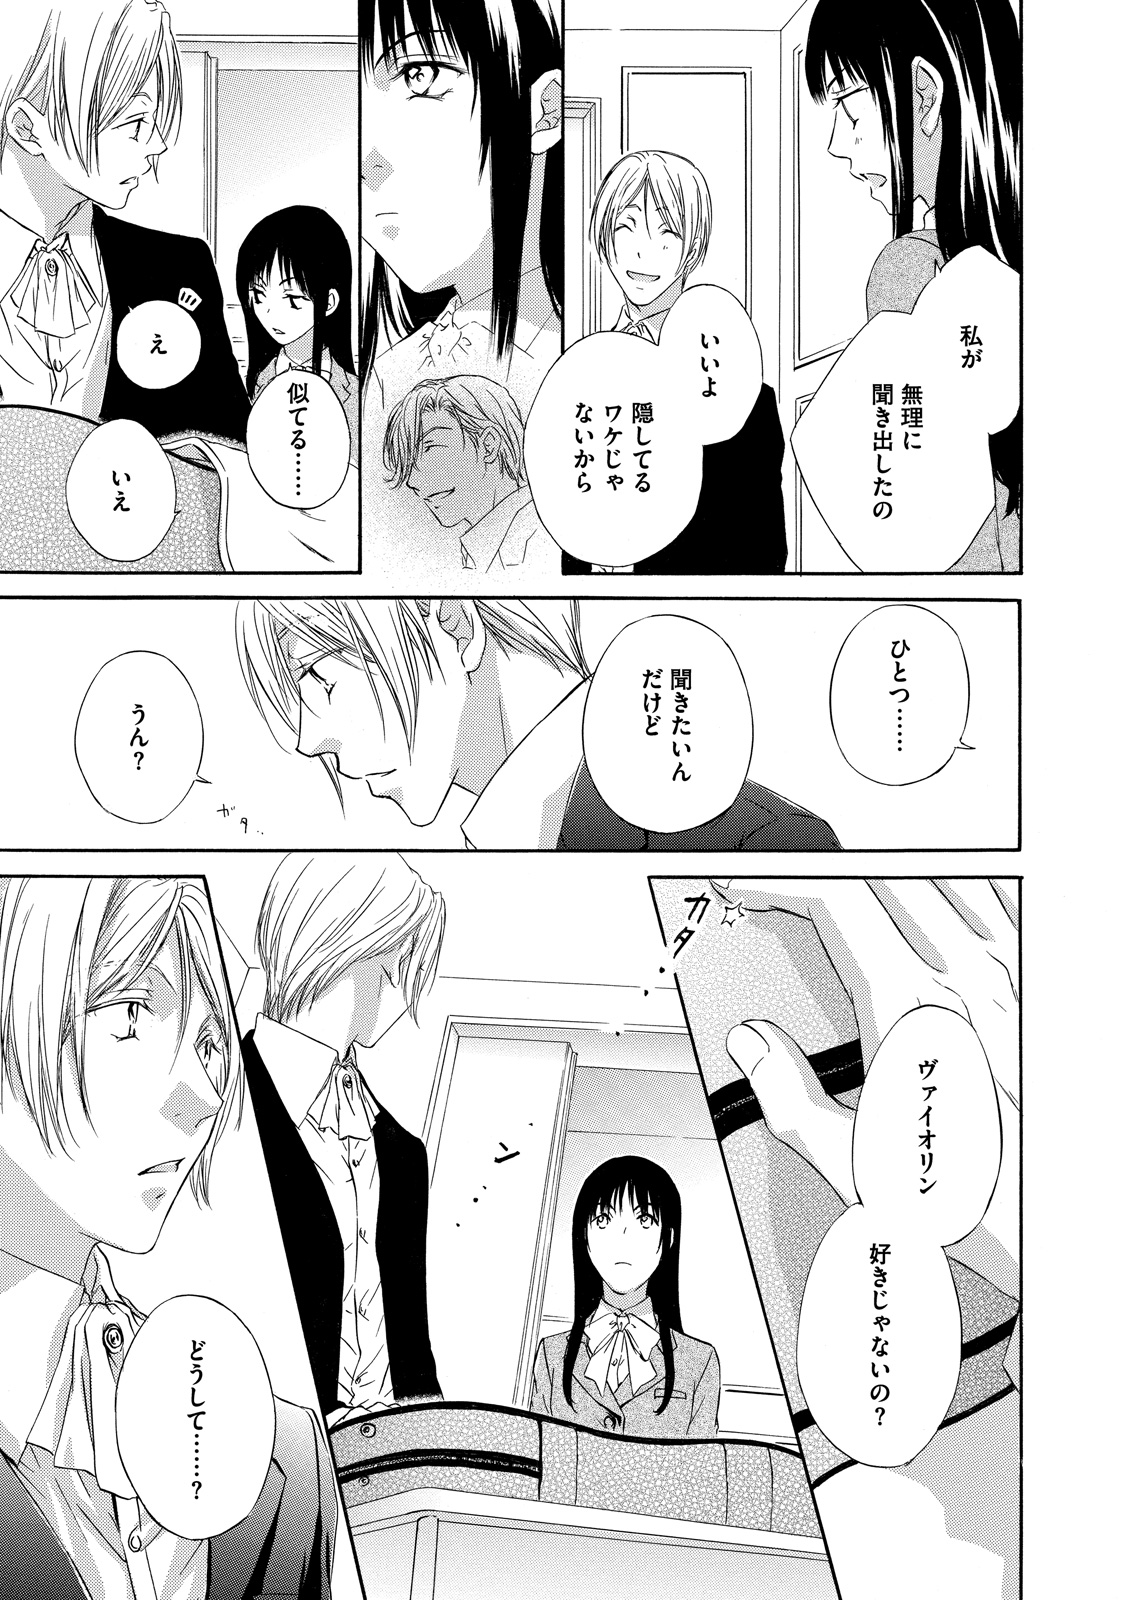 私が
無理に
聞き出したの
いいよ
隠してる
ワケじゃ
ないから
似てる……
え
いえ
ひとつ……
聞きたいん
だけど
うん？
ガタ‥
ヴァイオリン
好きじゃないの？
カタ
ン
どうして……？